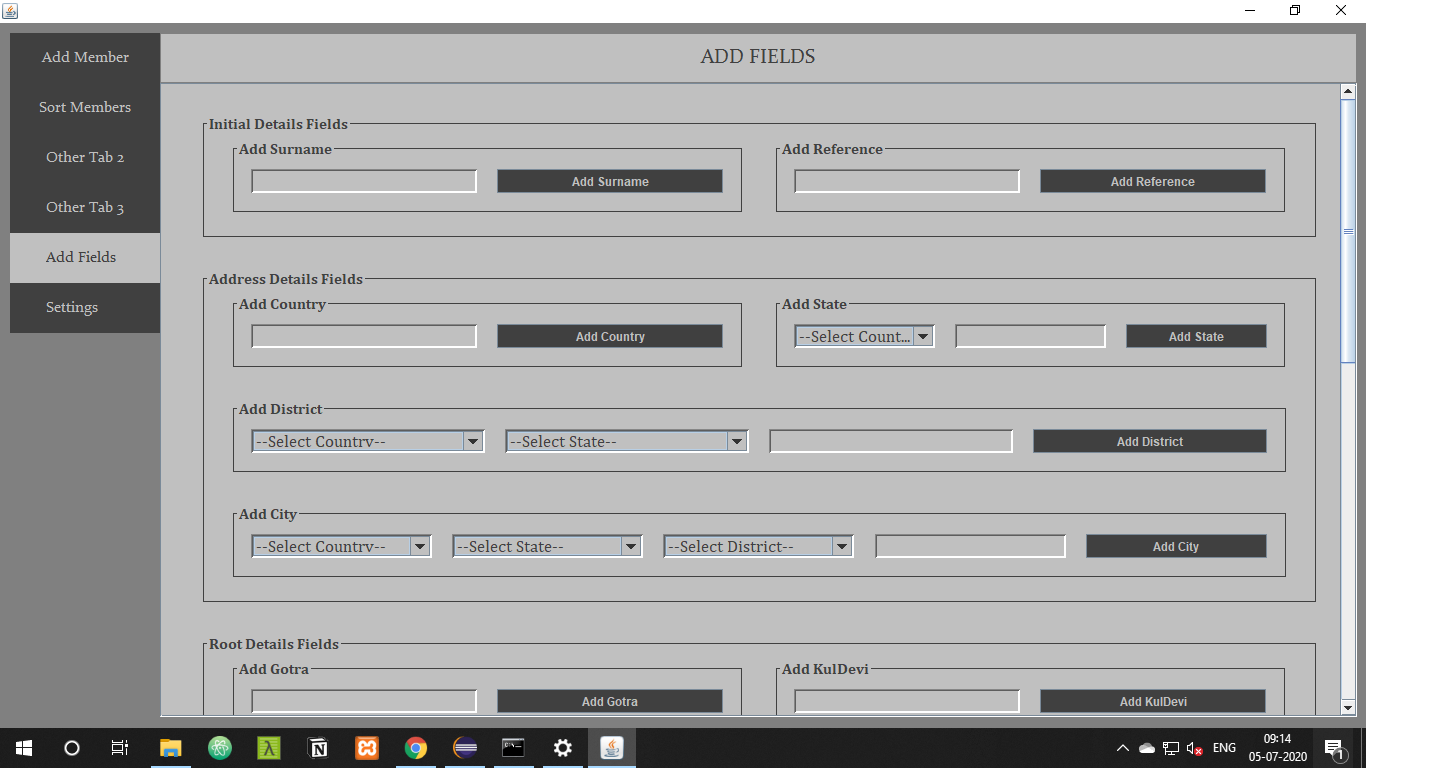 ADD FIELDS
Add Member
Sort Members
Other Tab 2
Other Tab 3
Add Fields
Settings
Initial Details Fields
Add Surname
Add Surname
Add Reference
Add Reference
Address Details Fields
Add Country
Add Country
Add State
--Select Count...
Add State
Add District
--Select Country--
--Select State--
Add District
Add City
--Select Country--
--Select State--
--Select District--
Add City
Root Details Fields
Add Gotra
Add Gotra
Add KulDevi
Add KulDevi
ENG
09:14
05-07-2020
1